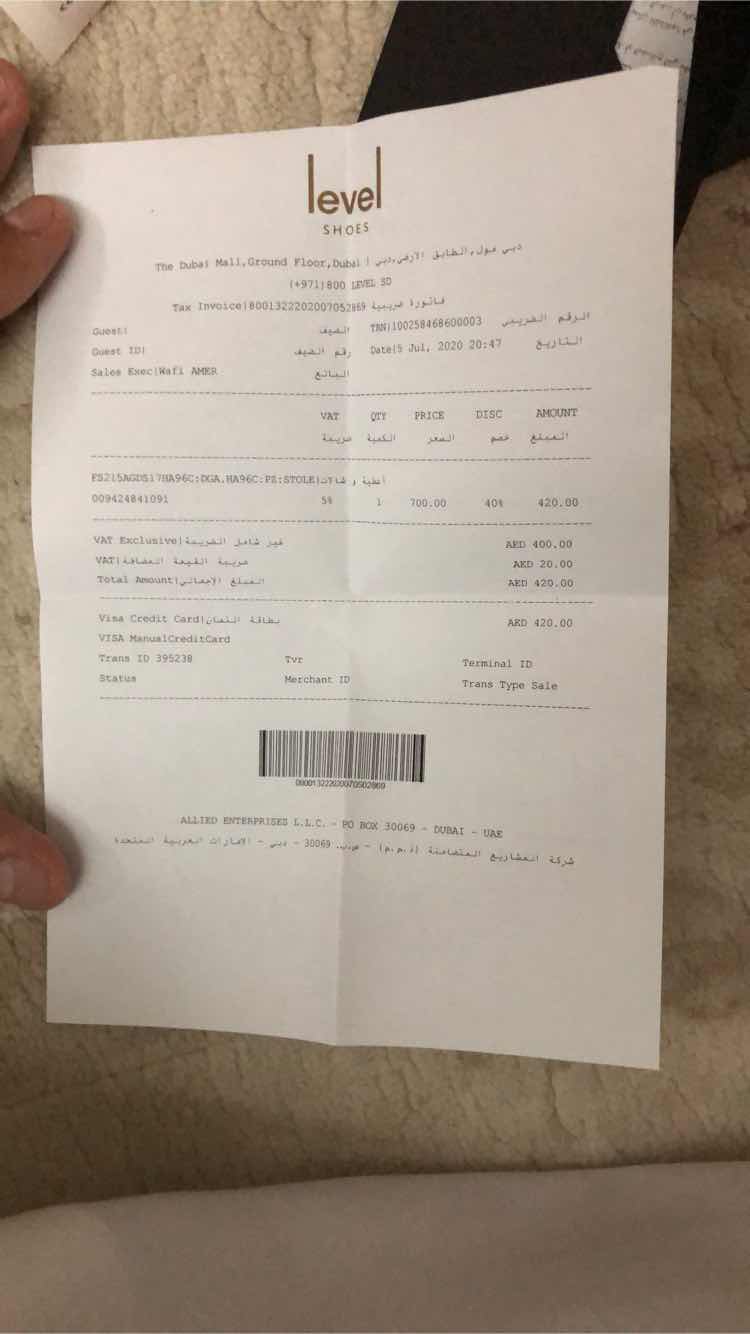 level
SHOES
The Dubai Mall,Ground Floor,Dubai | دبي مول,الطابق الارضي,دبي
(+971)800 LEVEL SD
Tax Invoice|8001322202007052869 فاتورة ضريبية
Guest| الضيف TRN|100258468600003 الرقم الضريبي
Guest ID| رقم الضيف Date|5 Jul, 2020 20:47 التاريخ
Sales Exec|Wafi AMER البائع
VAT QTY PRICE DISC AMOUNT
ضريبة الكمية السعر خصم المبلغ
FS215AGDS17HA96C:DGA.HA96C:PZ:STOLE|أغطية و شالات
009424841091 5% 1 700.00 40% 420.00
VAT Exclusive|غير شامل الضريبة AED 400.00
VAT|ضريبة القيمة المضافة AED 20.00
Total Amount|المبلغ الإجمالي AED 420.00
Visa Credit Card|بطاقة ائتمان AED 420.00
VISA ManualCreditCard
Trans ID 395238 Tvr Terminal ID
Status Merchant ID Trans Type Sale
ALLIED ENTERPRISES L.L.C. - PO BOX 30069 - DUBAI - UAE
شركة المشاريع المتضامنة (ذ.م.م) - ص.ب. 30069 - دبي - الامارات العربية المتحدة